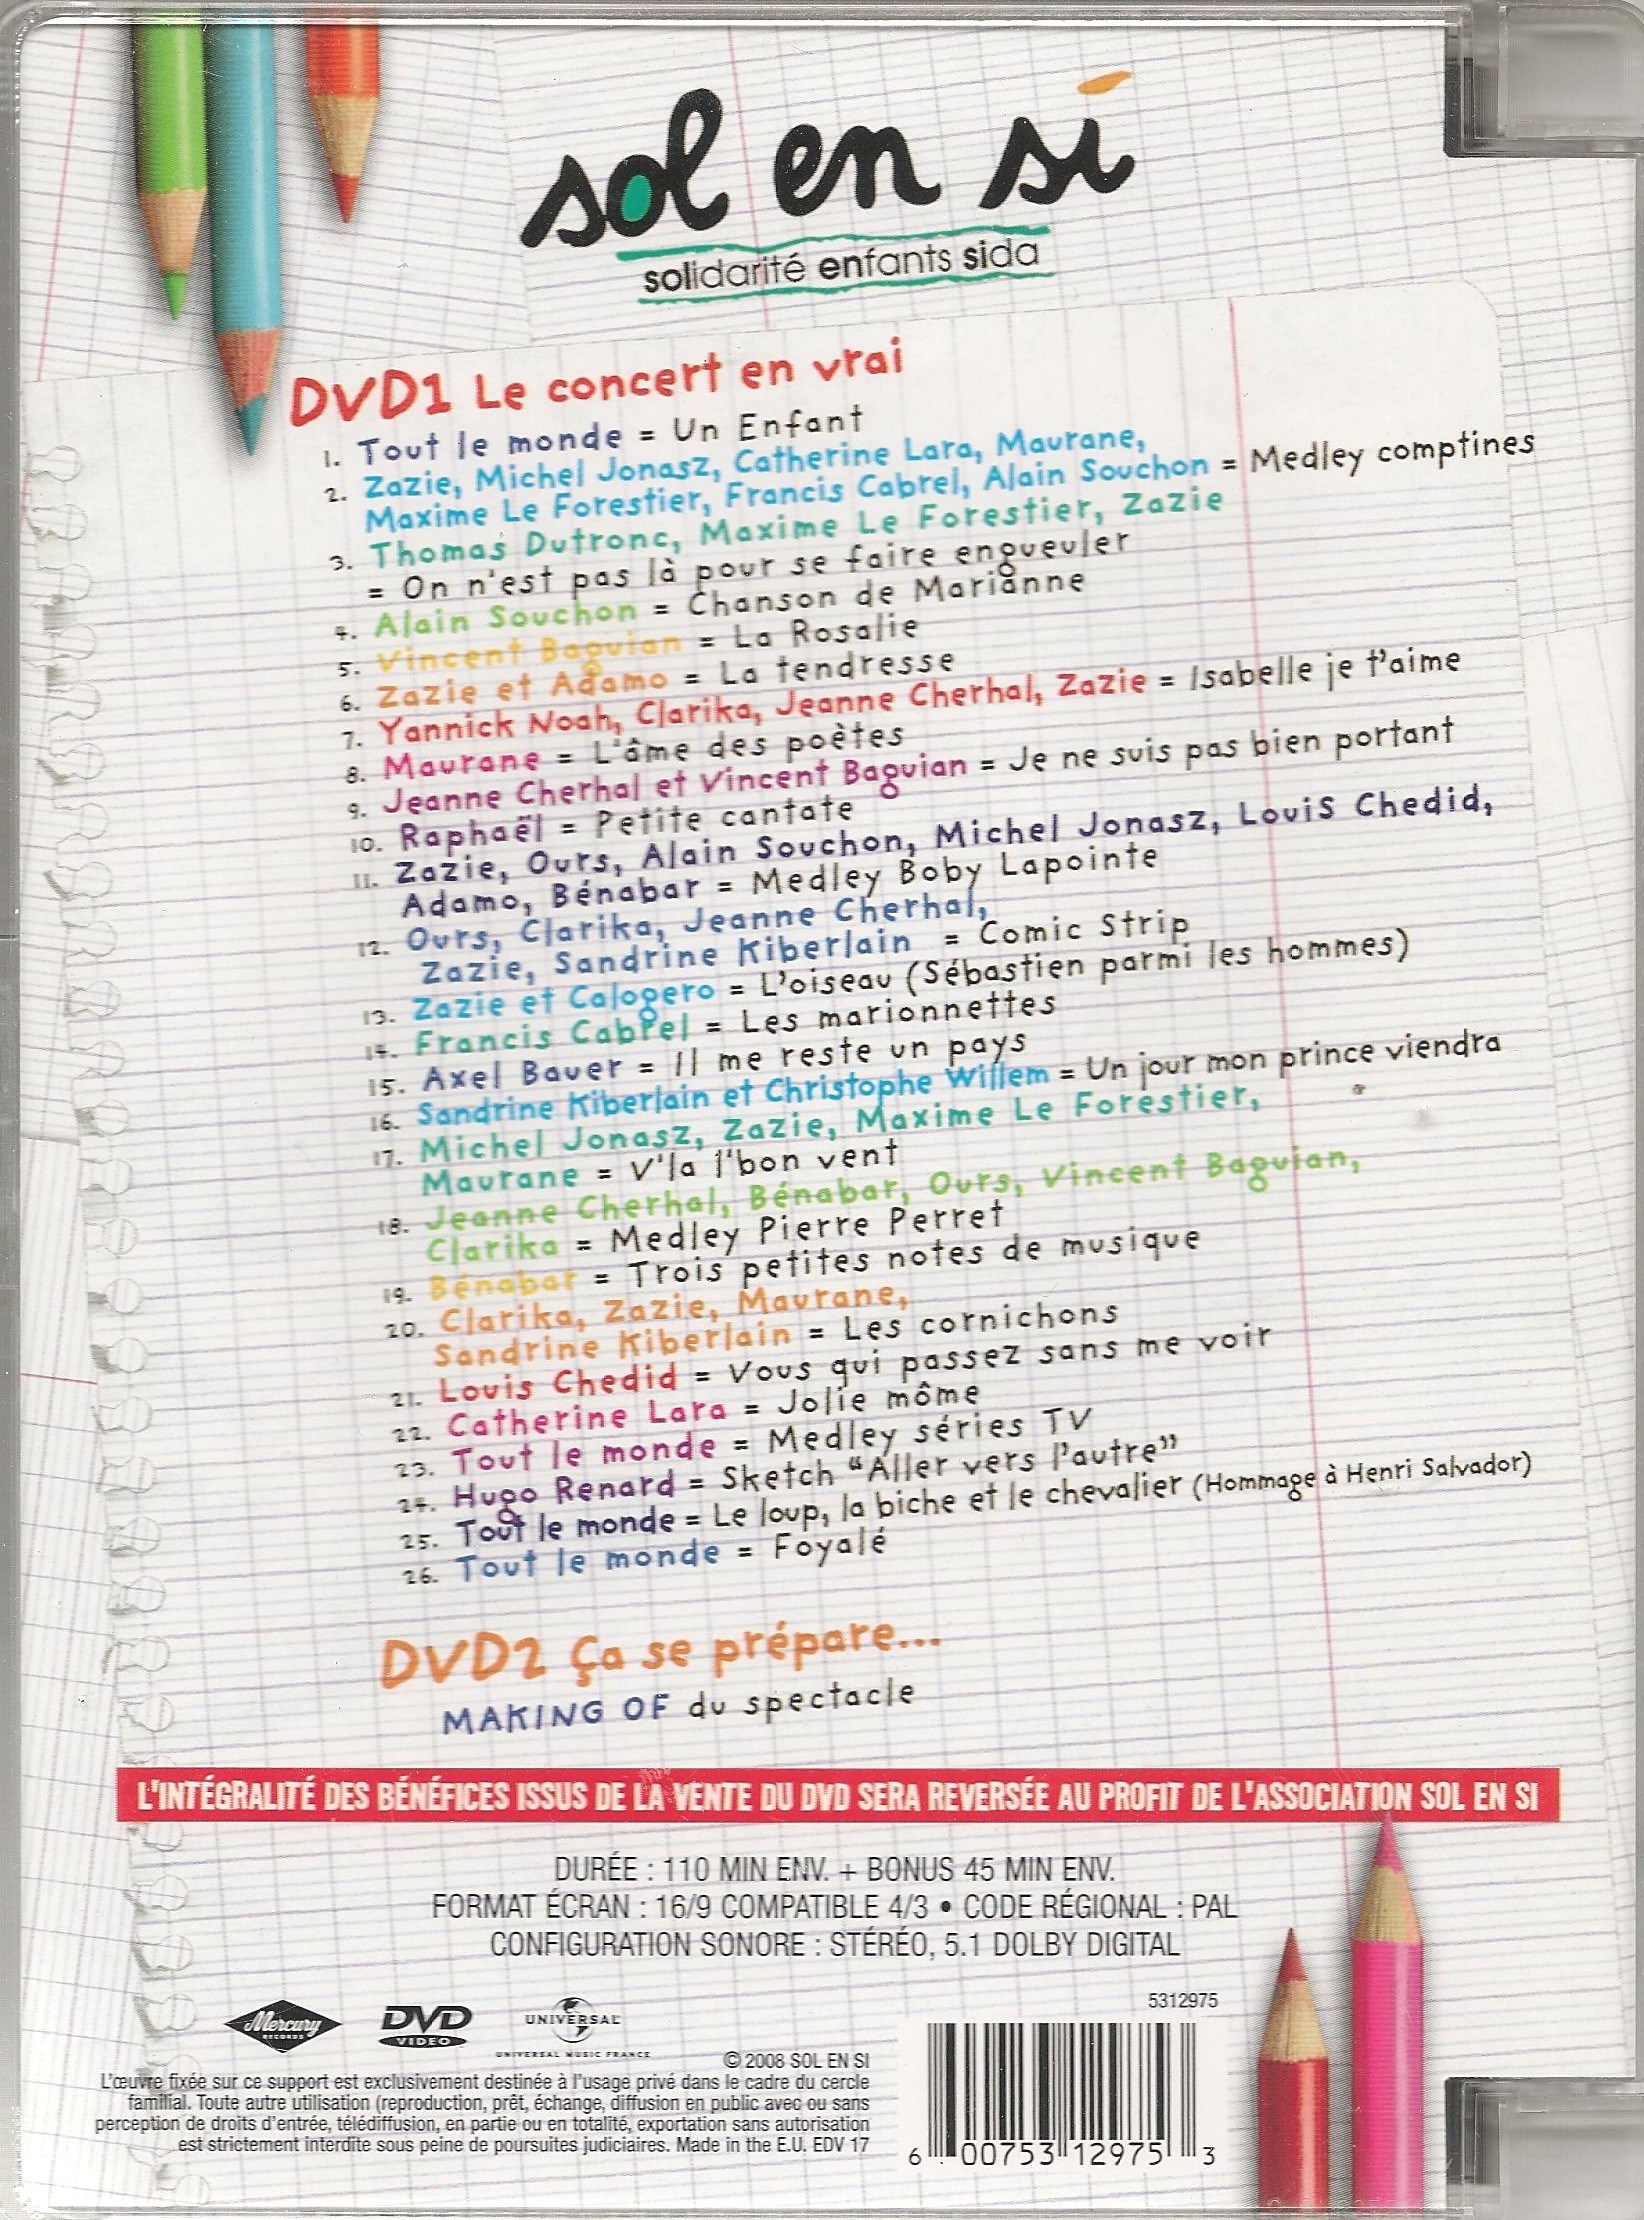 sol en si
solidarité enfants sida
DVD1 Le concert en vrai
1. Tout le monde = Un Enfant
2. Zazie, Michel Jonasz, Catherine Lara, Maurane,
Maxime Le Forestier, Francis Cabrel, Alain Souchon = Medley comptines
3. Thomas Dutronc, Maxime Le Forestier, Zazie
= On n'est pas là pour se faire engueuler
4. Alain Souchon = Chanson de Marianne
5. Vincent Baguian = La Rosalie
6. Zazie et Adamo = La tendresse
7. Yannick Noah, Clarika, Jeanne Cherhal, Zazie = Isabelle je t'aime
8. Maurane = L'âme des poètes
9. Jeanne Cherhal et Vincent Baguian = Je ne suis pas bien portant
10. Raphaël = Petite cantate
11. Zazie, Ours, Alain Souchon, Michel Jonasz, Louis Chedid,
Adamo, Bénabar = Medley Boby Lapointe
12. Ours, Clarika, Jeanne Cherhal,
Zazie, Sandrine Kiberlain = Comic Strip
13. Zazie et Calogero = L'oiseau (Sébastien parmi les hommes)
14. Francis Cabrel = Les marionnettes
15. Axel Bauer = Il me reste un pays
16. Sandrine Kiberlain et Christophe Willem = Un jour mon prince viendra
17. Michel Jonasz, Zazie, Maxime Le Forestier,
Maurane = V'la l'bon vent
18. Jeanne Cherhal, Bénabar, Ours, Vincent Baguian,
Clarika = Medley Pierre Perret
19. Bénabar = Trois petites notes de musique
20. Clarika, Zazie, Maurane,
Sandrine Kiberlain = Les cornichons
21. Louis Chedid = Vous qui passez sans me voir
22. Catherine Lara = Jolie môme
23. Tout le monde = Medley séries TV
24. Hugo Renard = Sketch “Aller vers l'autre”
25. Tout le monde = Le loup, la biche et le chevalier (Hommage à Henri Salvador)
26. Tout le monde = Foyalé
DVD2 Ça se prépare...
MAKING OF du spectacle
L'INTÉGRALITÉ DES BÉNÉFICES ISSUS DE LA VENTE DU DVD SERA REVERSÉE AU PROFIT DE L'ASSOCIATION SOL EN SI
DURÉE : 110 MIN ENV. + BONUS 45 MIN ENV.
FORMAT ÉCRAN : 16/9 COMPATIBLE 4/3 • CODE RÉGIONAL : PAL
CONFIGURATION SONORE : STÉRÉO, 5.1 DOLBY DIGITAL
Mercury
RECORDS
DVD
VIDEO
UNIVERSAL
UNIVERSAL MUSIC FRANCE
5312975
© 2008 SOL EN SI
L'œuvre fixée sur ce support est exclusivement destinée à l'usage privé dans le cadre du cercle
familial. Toute autre utilisation (reproduction, prêt, échange, diffusion en public avec ou sans
perception de droits d'entrée, télédiffusion, en partie ou en totalité, exportation sans autorisation
est strictement interdite sous peine de poursuites judiciaires. Made in the E.U. EDV 17
6 00753 12975 3